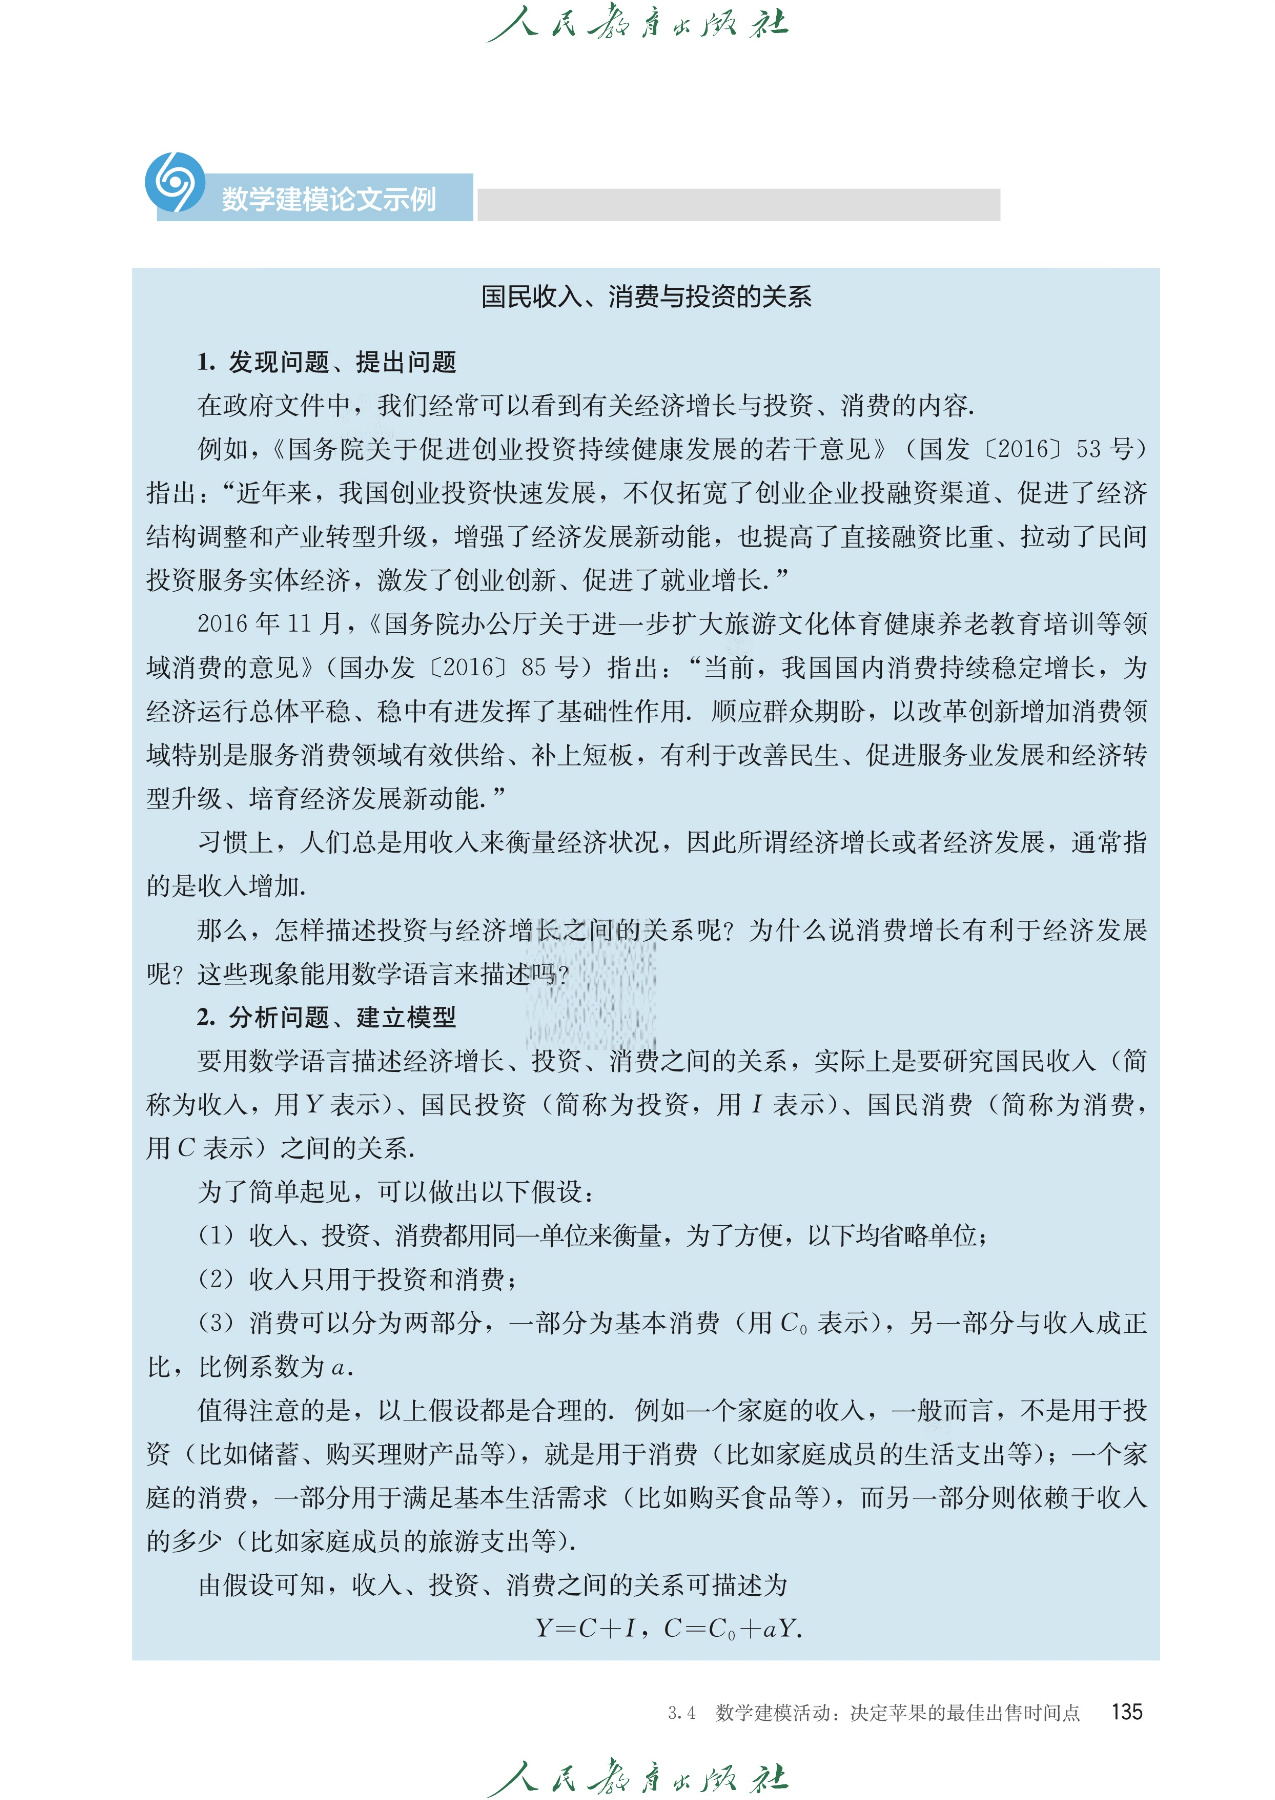 人民教育出版社
数学建模论文示例
国民收入、消费与投资的关系
1. 发现问题、提出问题
在政府文件中，我们经常可以看到有关经济增长与投资、消费的内容.
例如，《国务院关于促进创业投资持续健康发展的若干意见》（国发〔2016〕53 号）
指出：“近年来，我国创业投资快速发展，不仅拓宽了创业企业投融资渠道、促进了经济
结构调整和产业转型升级，增强了经济发展新动能，也提高了直接融资比重、拉动了民间
投资服务实体经济，激发了创业创新、促进了就业增长.”
2016 年 11 月，《国务院办公厅关于进一步扩大旅游文化体育健康养老教育培训等领
域消费的意见》（国办发〔2016〕85 号）指出：“当前，我国国内消费持续稳定增长，为
经济运行总体平稳、稳中有进发挥了基础性作用. 顺应群众期盼，以改革创新增加消费领
域特别是服务消费领域有效供给、补上短板，有利于改善民生、促进服务业发展和经济转
型升级、培育经济发展新动能.”
习惯上，人们总是用收入来衡量经济状况，因此所谓经济增长或者经济发展，通常指
的是收入增加.
那么，怎样描述投资与经济增长之间的关系呢？为什么说消费增长有利于经济发展
呢？这些现象能用数学语言来描述吗？
2. 分析问题、建立模型
要用数学语言描述经济增长、投资、消费之间的关系，实际上是要研究国民收入（简
称为收入，用 Y 表示）、国民投资（简称为投资，用 I 表示）、国民消费（简称为消费，
用 C 表示）之间的关系.
为了简单起见，可以做出以下假设：
（1）收入、投资、消费都用同一单位来衡量，为了方便，以下均省略单位；
（2）收入只用于投资和消费；
（3）消费可以分为两部分，一部分为基本消费（用 C₀ 表示），另一部分与收入成正
比，比例系数为 a.
值得注意的是，以上假设都是合理的. 例如一个家庭的收入，一般而言，不是用于投
资（比如储蓄、购买理财产品等），就是用于消费（比如家庭成员的生活支出等）；一个家
庭的消费，一部分用于满足基本生活需求（比如购买食品等），而另一部分则依赖于收入
的多少（比如家庭成员的旅游支出等）.
由假设可知，收入、投资、消费之间的关系可描述为
Y=C+I，C=C₀+aY.
3.4 数学建模活动：决定苹果的最佳出售时间点 135
人民教育出版社